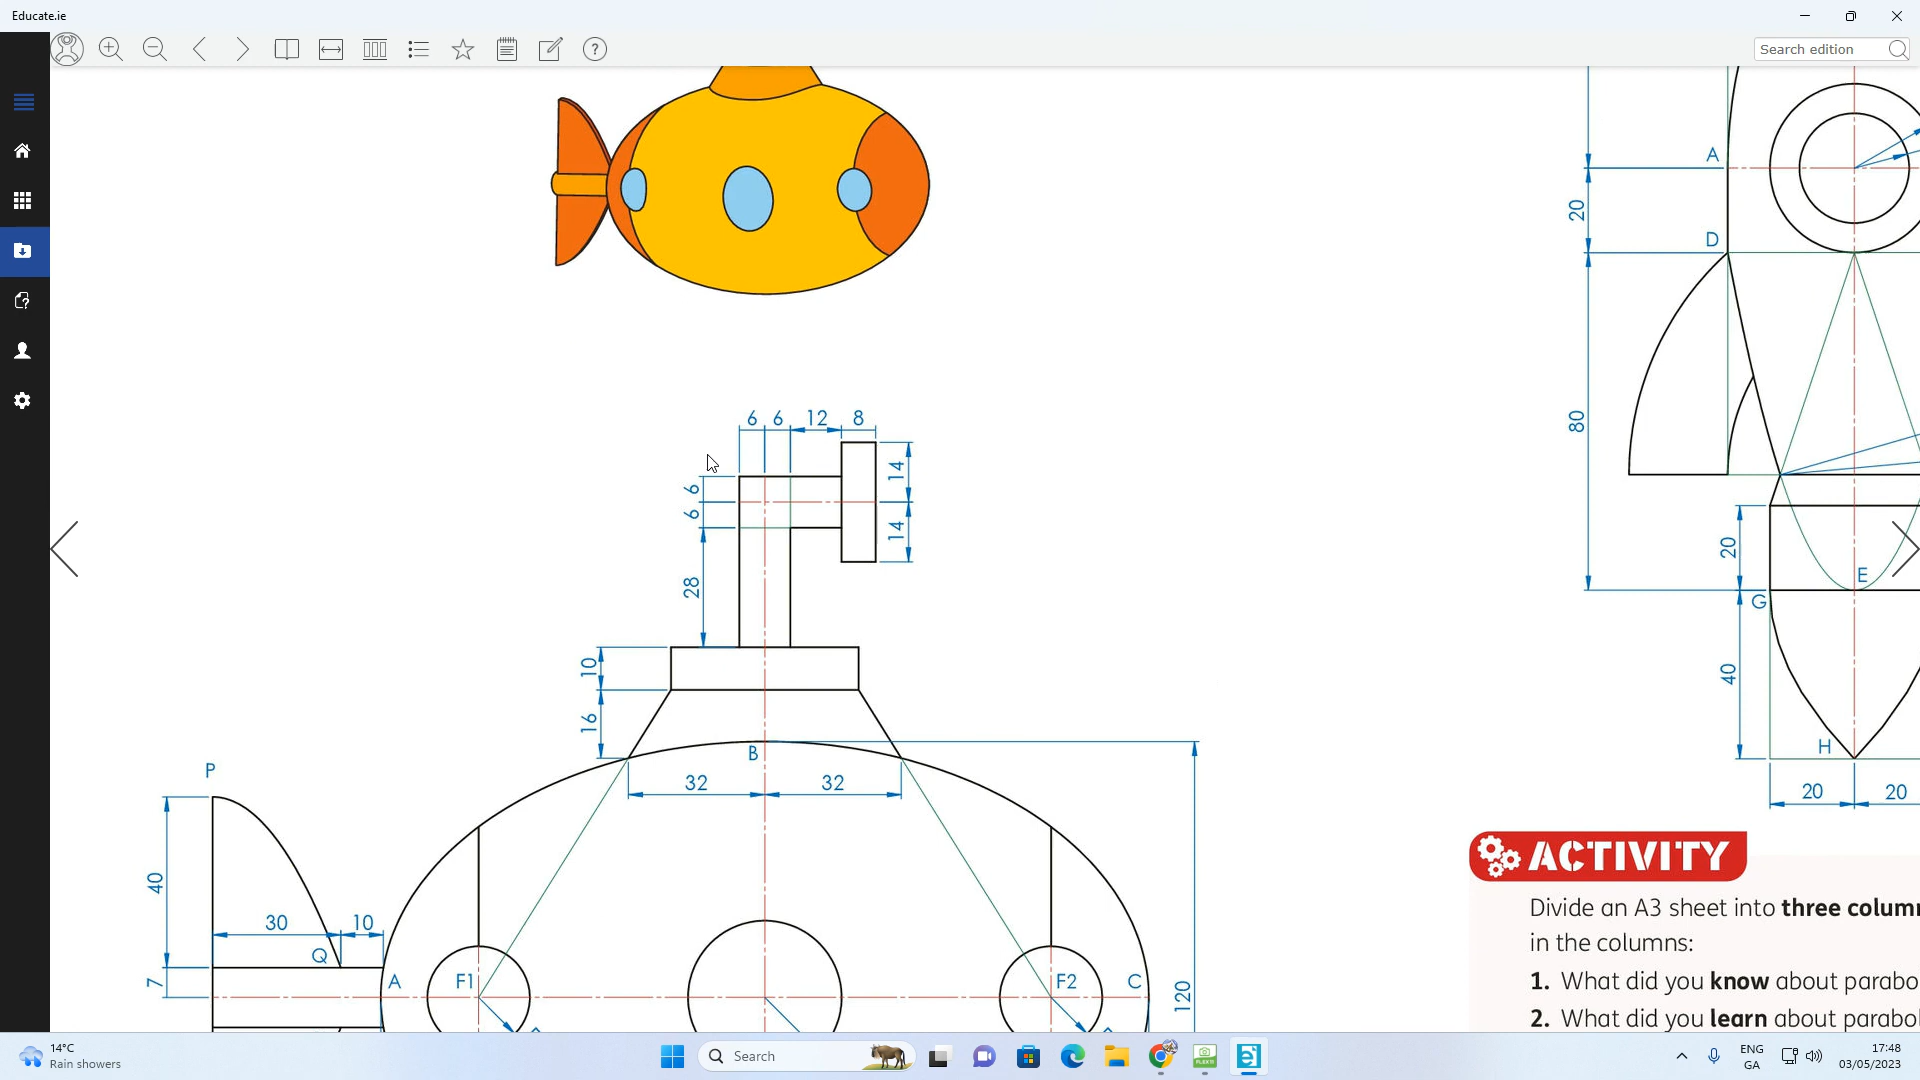 Educate.ie
Search edition
A
20
D
80
20
E
G
40
H
20
20
6
6
12
8
14
14
6
6
28
10
16
B
32
32
P
40
30
10
Q
7
A
F1
F2
C
120
ACTIVITY
Divide an A3 sheet into three colum
in the columns:
1. What did you know about parabo
2. What did you learn about parabo
14°C
Rain showers
Search
ENG
GA
17:48
03/05/2023